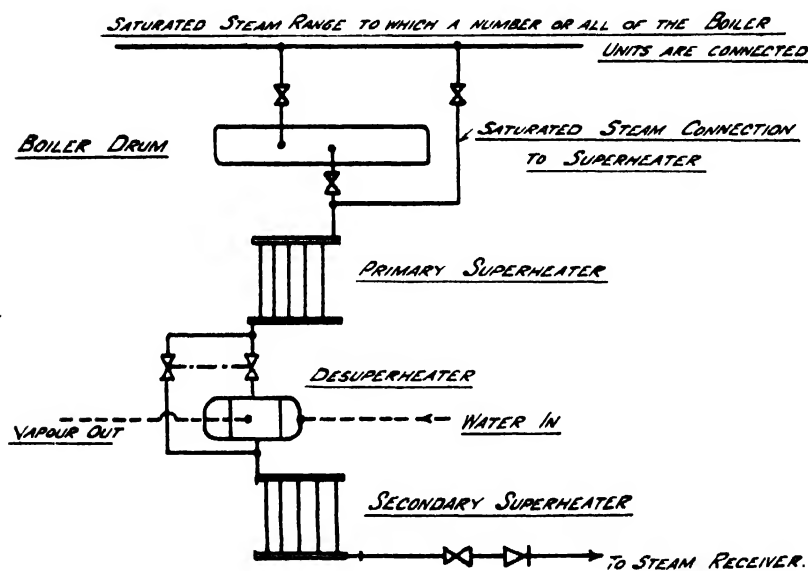 SATURATED STEAM RANGE TO WHICH A NUMBER OR ALL OF THE BOILER
UNITS ARE CONNECTED
BOILER DRUM
SATURATED STEAM CONNECTION
TO SUPERHEATER
PRIMARY SUPERHEATER
DESUPERHEATER
VAPOUR OUT
WATER IN
SECONDARY SUPERHEATER
TO STEAM RECEIVER.